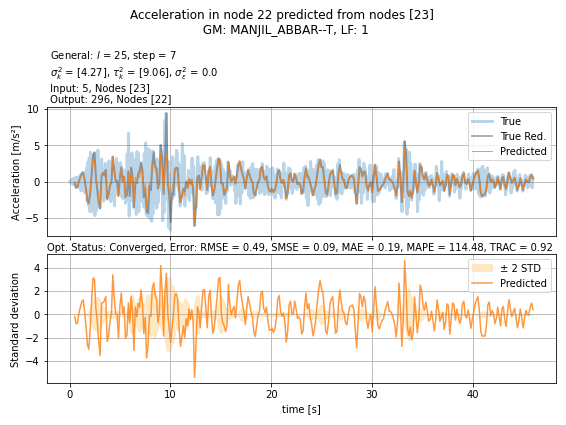 Acceleration in node 22 predicted from nodes [23]
GM: MANJIL_ABBAR--T, LF: 1
General: l = 25, step = 7
σ²ₖ = [4.27], τ²ₖ = [9.06], σ²ε = 0.0
Input: 5, Nodes [23]
Output: 296, Nodes [22]
10
5
0
−5
Acceleration [m/s²]
True
True Red.
Predicted
Opt. Status: Converged, Error: RMSE = 0.49, SMSE = 0.09, MAE = 0.19, MAPE = 114.48, TRAC = 0.92
4
2
0
−2
−4
Standard deviation
± 2 STD
Predicted
0 10 20 30 40
time [s]